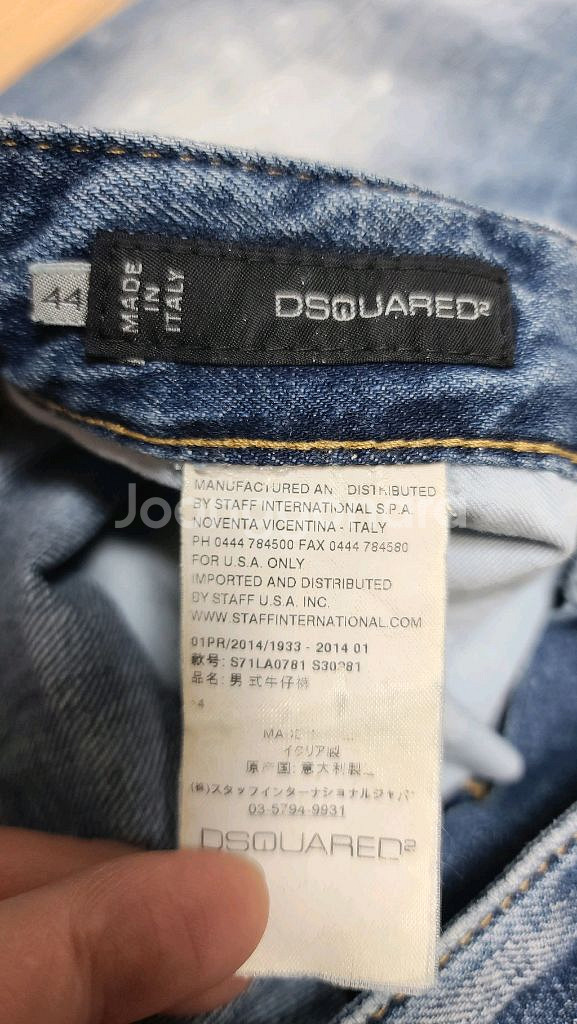 44
MADE
IN
ITALY
DSQUARED²
MANUFACTURED AN DISTRIBUTED
BY STAFF INTERNATIONAL S.P.A.
NOVENTA VICENTINA - ITALY
PH 0444 784500 FAX 0444 784580
FOR U.S.A. ONLY
IMPORTED AND DISTRIBUTED
BY STAFF U.S.A. INC.
WWW.STAFFINTERNATIONAL.COM
01PR/2014/1933 - 2014 01
款号: S71LA0781
品名: 男 式牛仔裤
イタリア製
原产国: 意大利製
(株)スタッフインターナショナルジャパ
03-5794-9931
DSQUARED²